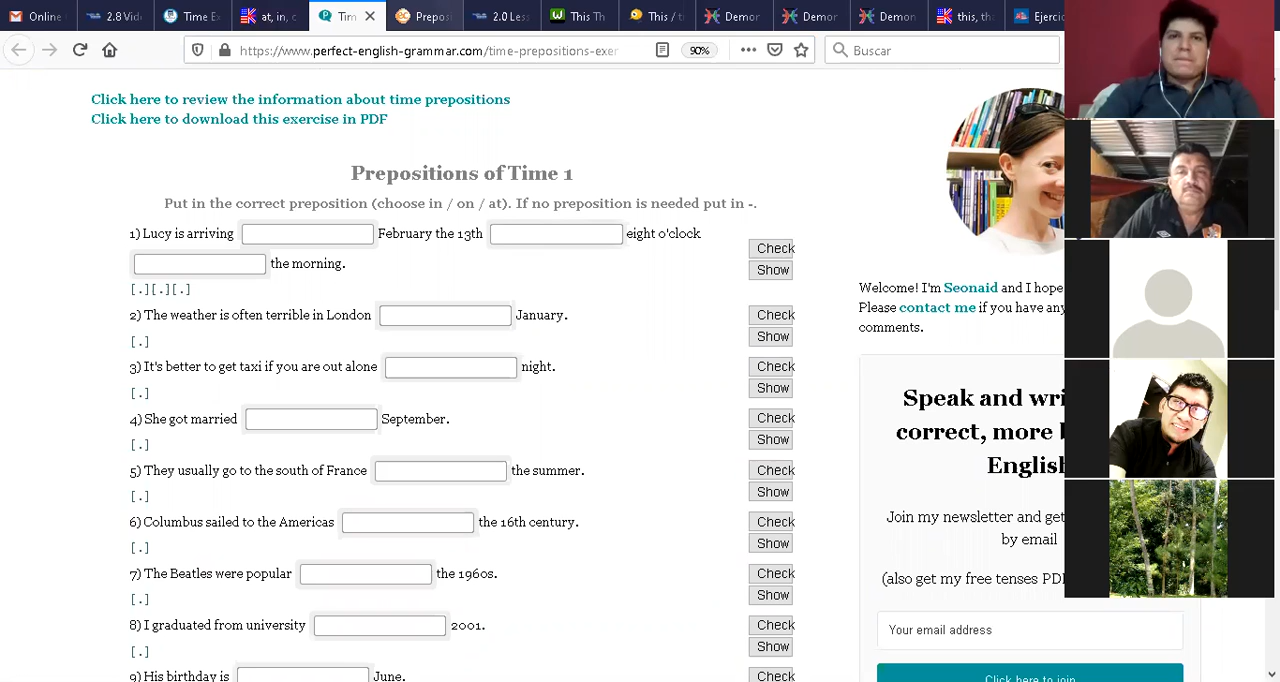 Online
2.8 Vid
Time E
at, in, c
Tim
Preposi
2.0 Les
This Th
This / t
Demor
Demor
Demon
this, tha
Ejercic
https://www.perfect-english-grammar.com/time-prepositions-exer
90%
Buscar
Click here to review the information about time prepositions
Click here to download this exercise in PDF
Prepositions of Time 1
Put in the correct preposition (choose in / on / at). If no preposition is needed put in -.
1) Lucy is arriving February the 13th eight o'clock
Check
the morning.
Show
[.][.][.]
2) The weather is often terrible in London January.
Check
Show
[.]
3) It's better to get taxi if you are out alone night.
Check
Show
[.]
4) She got married September.
Check
Show
[.]
5) They usually go to the south of France the summer.
Check
Show
[.]
6) Columbus sailed to the Americas the 16th century.
Check
Show
[.]
7) The Beatles were popular the 1960s.
Check
Show
[.]
8) I graduated from university 2001.
Check
Show
[.]
9) His birthday is June.
Check
Welcome! I'm Seonaid and I hope
Please contact me if you have any
comments.
Speak and wri
correct, more
English
Join my newsletter and get
by email
(also get my free tenses PD
Your email address
Click here to join